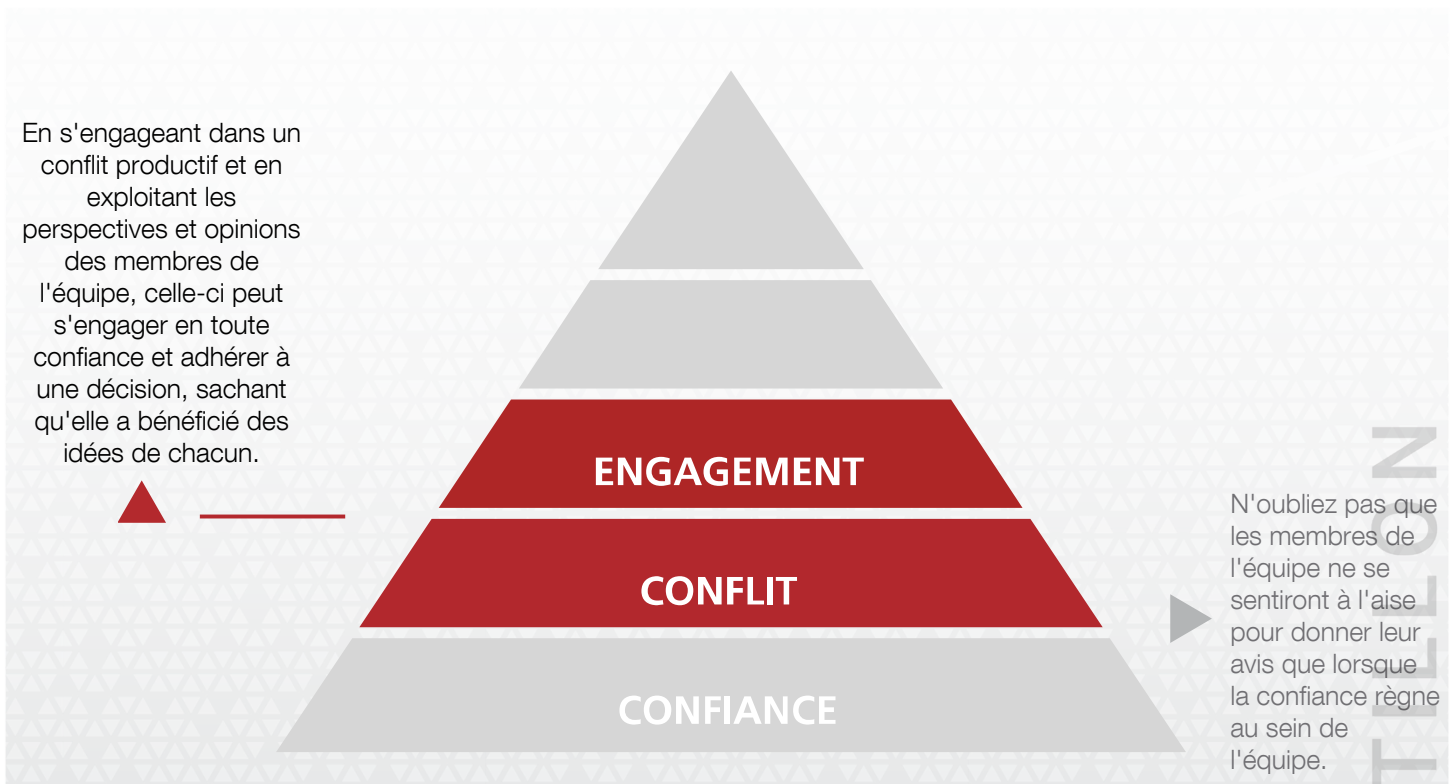 En s'engageant dans un
conflit productif et en
exploitant les
perspectives et opinions
des membres de
l'équipe, celle-ci peut
s'engager en toute
confiance et adhérer à
une décision, sachant
qu'elle a bénéficié des
idées de chacun.
ENGAGEMENT
CONFLIT
CONFIANCE
N'oubliez pas que
les membres de
l'équipe ne se
sentiront à l'aise
pour donner leur
avis que lorsque
la confiance règne
au sein de
l'équipe.
TILLON